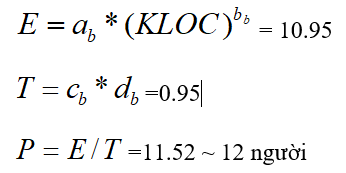 E = a_b * (KLOC)^{b_b} = 10.95
T = c_b * d_b =0.95
P = E / T =11.52 ~ 12 người